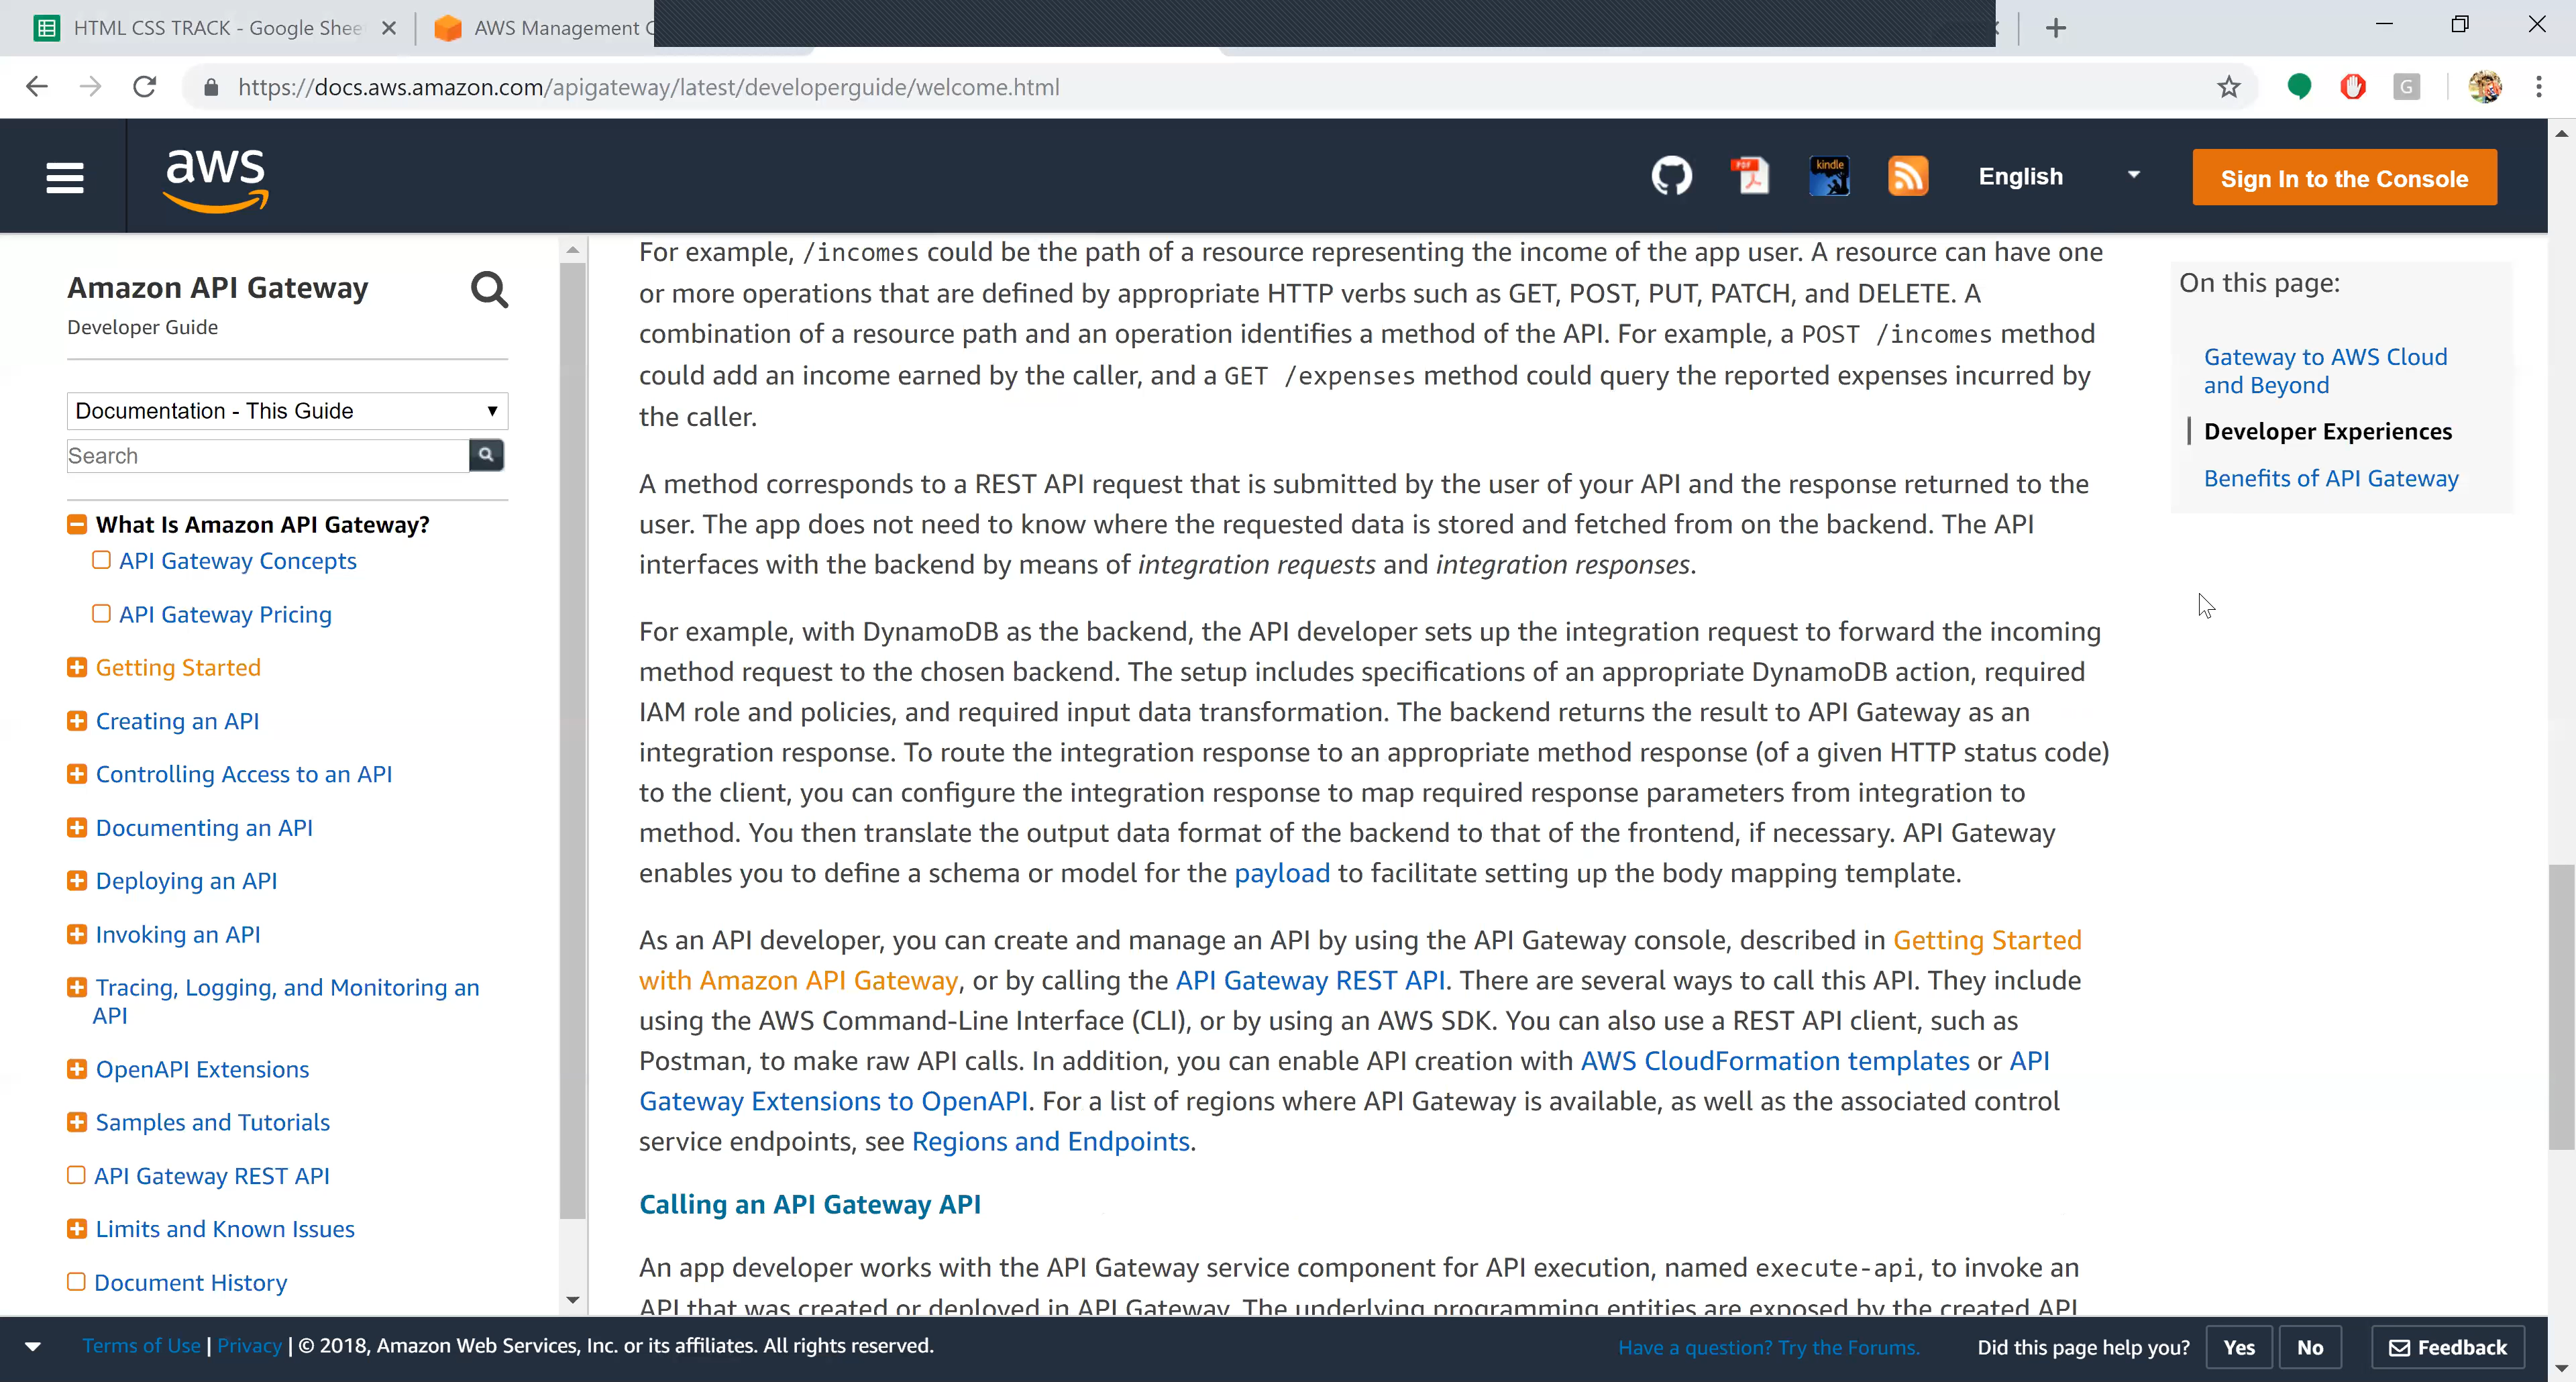 HTML CSS TRACK - Google Shee
AWS Management
https://docs.aws.amazon.com/apigateway/latest/developerguide/welcome.html
G
aws
PDF
kindle
English
Sign In to the Console
Amazon API Gateway
Developer Guide
Documentation - This Guide
Search
What Is Amazon API Gateway?
API Gateway Concepts
API Gateway Pricing
Getting Started
Creating an API
Controlling Access to an API
Documenting an API
Deploying an API
Invoking an API
Tracing, Logging, and Monitoring an
API
OpenAPI Extensions
Samples and Tutorials
API Gateway REST API
Limits and Known Issues
Document History
For example, /incomes could be the path of a resource representing the income of the app user. A resource can have one
or more operations that are defined by appropriate HTTP verbs such as GET, POST, PUT, PATCH, and DELETE. A
combination of a resource path and an operation identifies a method of the API. For example, a POST /incomes method
could add an income earned by the caller, and a GET /expenses method could query the reported expenses incurred by
the caller.
A method corresponds to a REST API request that is submitted by the user of your API and the response returned to the
user. The app does not need to know where the requested data is stored and fetched from on the backend. The API
interfaces with the backend by means of integration requests and integration responses.
For example, with DynamoDB as the backend, the API developer sets up the integration request to forward the incoming
method request to the chosen backend. The setup includes specifications of an appropriate DynamoDB action, required
IAM role and policies, and required input data transformation. The backend returns the result to API Gateway as an
integration response. To route the integration response to an appropriate method response (of a given HTTP status code)
to the client, you can configure the integration response to map required response parameters from integration to
method. You then translate the output data format of the backend to that of the frontend, if necessary. API Gateway
enables you to define a schema or model for the payload to facilitate setting up the body mapping template.
As an API developer, you can create and manage an API by using the API Gateway console, described in Getting Started
with Amazon API Gateway, or by calling the API Gateway REST API. There are several ways to call this API. They include
using the AWS Command-Line Interface (CLI), or by using an AWS SDK. You can also use a REST API client, such as
Postman, to make raw API calls. In addition, you can enable API creation with AWS CloudFormation templates or API
Gateway Extensions to OpenAPI. For a list of regions where API Gateway is available, as well as the associated control
service endpoints, see Regions and Endpoints.
Calling an API Gateway API
An app developer works with the API Gateway service component for API execution, named execute-api, to invoke an
API that was created or deployed in API Gateway. The underlying programming entities are exposed by the created API.
On this page:
Gateway to AWS Cloud
and Beyond
Developer Experiences
Benefits of API Gateway
Terms of Use | Privacy | © 2018, Amazon Web Services, Inc. or its affiliates. All rights reserved.
Have a question? Try the Forums.
Did this page help you?
Yes
No
Feedback